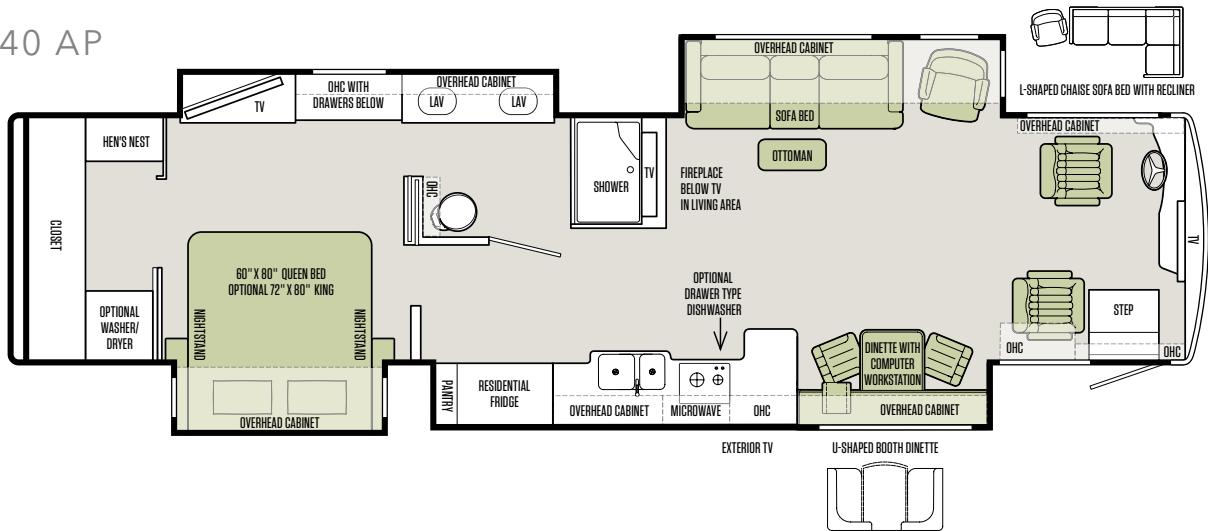 40 AP
OVERHEAD CABINET
SOFA BED
L-SHAPED CHAISE SOFA BED WITH RECLINER
OHC WITH
DRAWERS BELOW
OVERHEAD CABINET
TV
LAV
LAV
OVERHEAD CABINET
HEN'S NEST
OHC
SHOWER
TV
FIREPLACE
BELOW TV
IN LIVING AREA
OTTOMAN
CLOSET
TV
60" X 80" QUEEN BED
OPTIONAL 72" X 80" KING
NIGHTSTAND
NIGHTSTAND
OPTIONAL
WASHER/
DRYER
OPTIONAL
DRAWER TYPE
DISHWASHER
STEP
OHC
OHC
DINETTE WITH
COMPUTER
WORKSTATION
PANTRY
RESIDENTIAL
FRIDGE
OVERHEAD CABINET
MICROWAVE
OHC
OVERHEAD CABINET
OVERHEAD CABINET
EXTERIOR TV
U-SHAPED BOOTH DINETTE